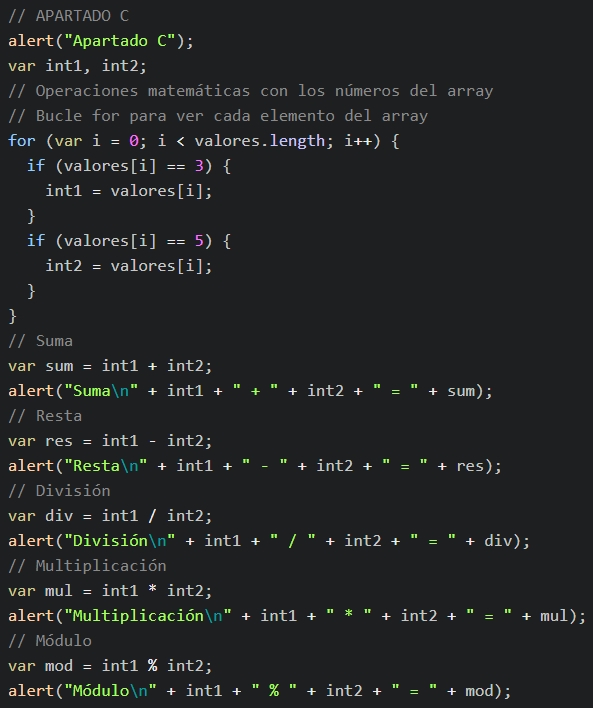 // APARTADO C
alert("Apartado C");
var int1, int2;
// Operaciones matemáticas con los números del array
// Bucle for para ver cada elemento del array
for (var i = 0; i < valores.length; i++) {
  if (valores[i] == 3) {
    int1 = valores[i];
  }
  if (valores[i] == 5) {
    int2 = valores[i];
  }
}
// Suma
var sum = int1 + int2;
alert("Suma\n" + int1 + " + " + int2 + " = " + sum);
// Resta
var res = int1 - int2;
alert("Resta\n" + int1 + " - " + int2 + " = " + res);
// División
var div = int1 / int2;
alert("División\n" + int1 + " / " + int2 + " = " + div);
// Multiplicación
var mul = int1 * int2;
alert("Multiplicación\n" + int1 + " * " + int2 + " = " + mul);
// Módulo
var mod = int1 % int2;
alert("Módulo\n" + int1 + " % " + int2 + " = " + mod);